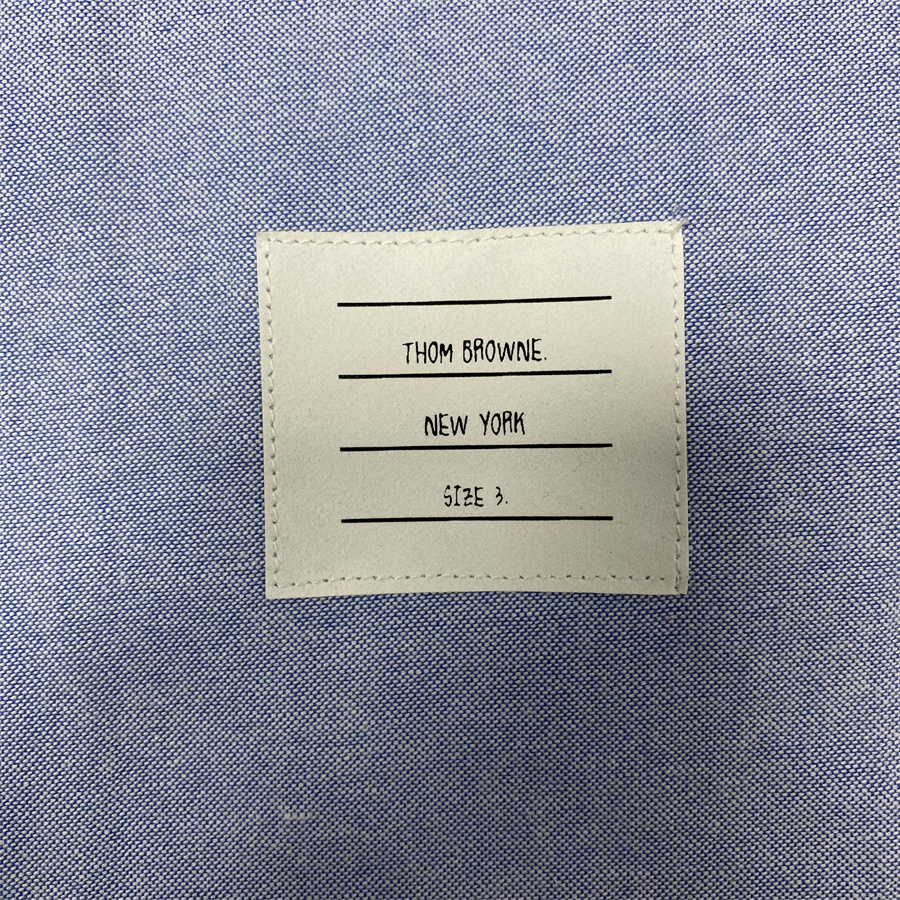 THOM BROWNE.
NEW YORK
SIZE 3.